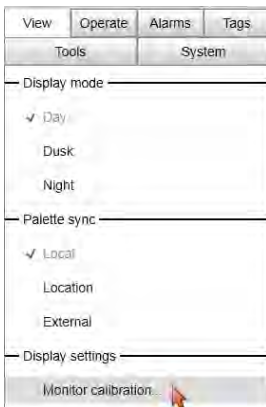 View Operate Alarms Tags
Tools System
Display mode
✓ Day
Dusk
Night
Palette sync
✓ Local
Location
External
Display settings
Monitor calibration...